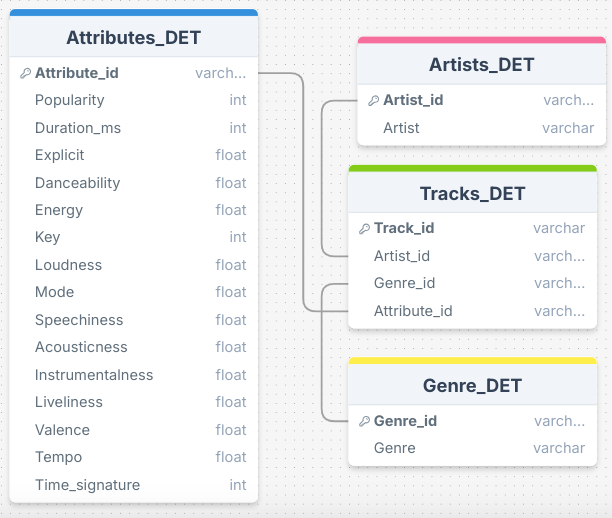 Attributes_DET
Attribute_id varch...
Popularity int
Duration_ms int
Explicit float
Danceability float
Energy float
Key int
Loudness float
Mode float
Speechiness float
Acousticness float
Instrumentalness float
Liveliness float
Valence float
Tempo float
Time_signature int
Artists_DET
Artist_id varch...
Artist varchar
Tracks_DET
Track_id varchar
Artist_id varch...
Genre_id varch...
Attribute_id varch...
Genre_DET
Genre_id varch...
Genre varchar